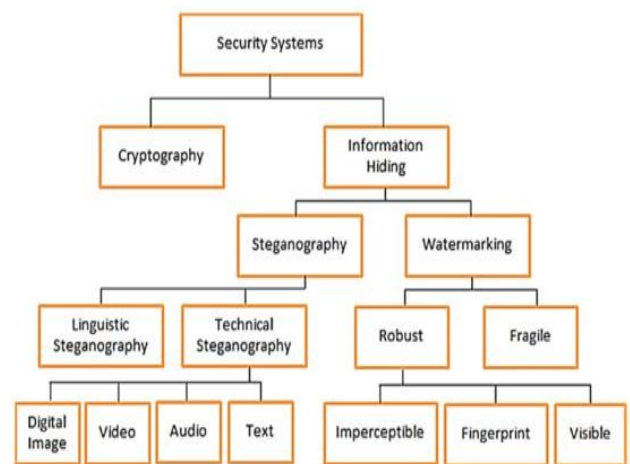 Security Systems
Cryptography
Information
Hiding
Steganography
Watermarking
Linguistic
Steganography
Technical
Steganography
Robust
Fragile
Digital
Image
Video
Audio
Text
Imperceptible
Fingerprint
Visible